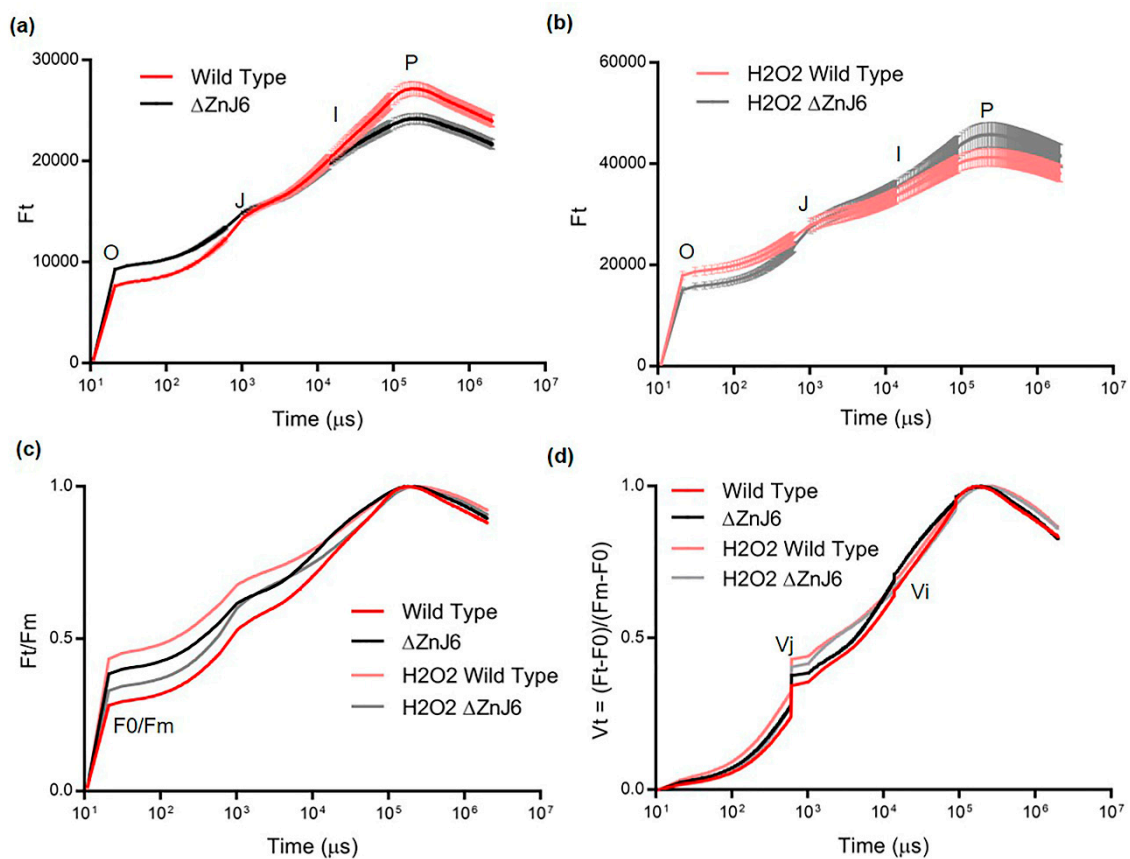 (a)
30000
20000
10000
0
Ft
Wild Type
ΔZnJ6
O
J
I
P
10¹ 10² 10³ 10⁴ 10⁵ 10⁶ 10⁷
Time (μs)
(b)
60000
40000
20000
0
Ft
H2O2 Wild Type
H2O2 ΔZnJ6
O
J
I
P
10¹ 10² 10³ 10⁴ 10⁵ 10⁶ 10⁷
Time (μs)
(c)
1.0
0.5
0.0
Ft/Fm
F0/Fm
Wild Type
ΔZnJ6
H2O2 Wild Type
H2O2 ΔZnJ6
10¹ 10² 10³ 10⁴ 10⁵ 10⁶ 10⁷
Time (μs)
(d)
1.0
0.5
0.0
Vt = (Ft-F0)/(Fm-F0)
Wild Type
ΔZnJ6
H2O2 Wild Type
H2O2 ΔZnJ6
Vj
Vi
10¹ 10² 10³ 10⁴ 10⁵ 10⁶ 10⁷
Time (μs)